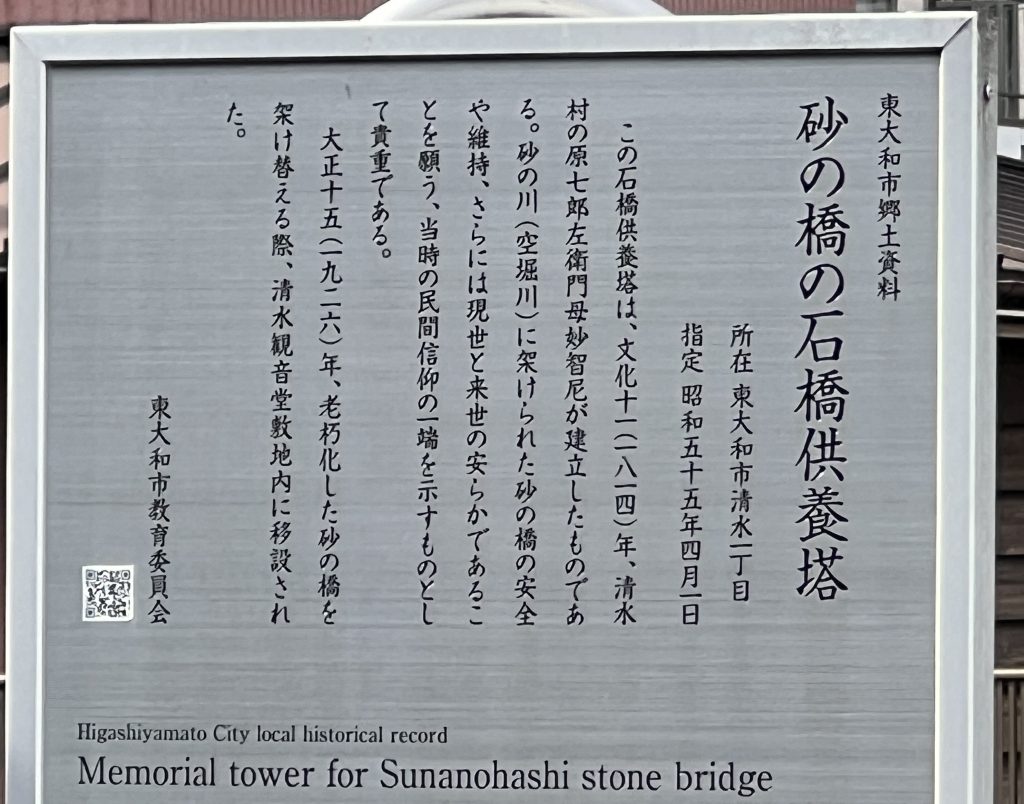 東大和市郷土資料
砂の橋の石橋供養塔
所在 東大和市清水一丁目
指定 昭和五十五年四月一日
この石橋供養塔は、文化十一(一八一四)年、清水
村の原七郎左衛門母妙智尼が建立したものであ
る。砂の川(空堀川)に架けられた砂の橋の安全
や維持、さらには現世と来世の安らかであるこ
とを願う、当時の民間信仰の一端を示すものとし
て貴重である。
大正十五(一九二六)年、老朽化した砂の橋を
架け替える際、清水観音堂敷地内に移設され
た。
東大和市教育委員会
Higashiyamato City local historical record
Memorial tower for Sunanohashi stone bridge